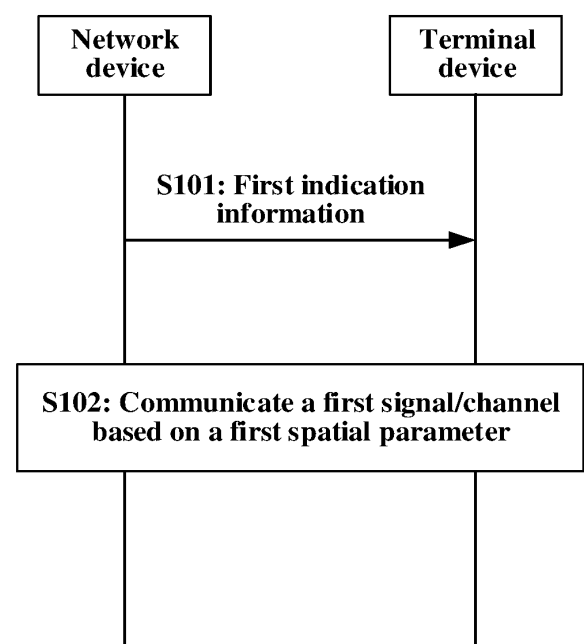 Network
device
Terminal
device
S101: First indication
information
S102: Communicate a first signal/channel
based on a first spatial parameter